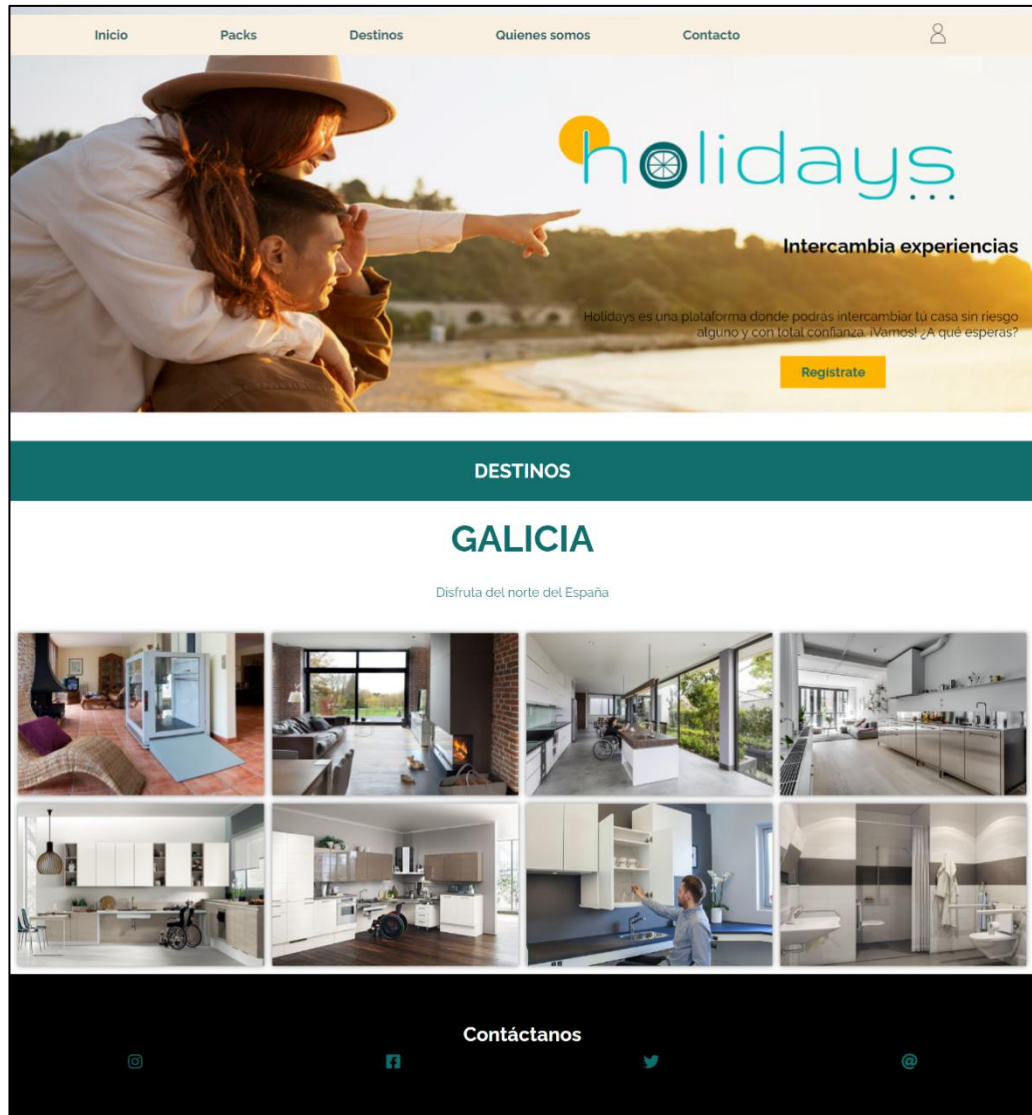 Inicio Packs Destinos Quienes somos Contacto
holidays...
Intercambia experiencias
Holidays es una plataforma donde podrás intercambiar tú casa sin riesgo
alguno y con total confianza. ¡Vamos! ¿A qué esperas?
Regístrate
DESTINOS
GALICIA
Disfruta del norte del España
Contáctanos